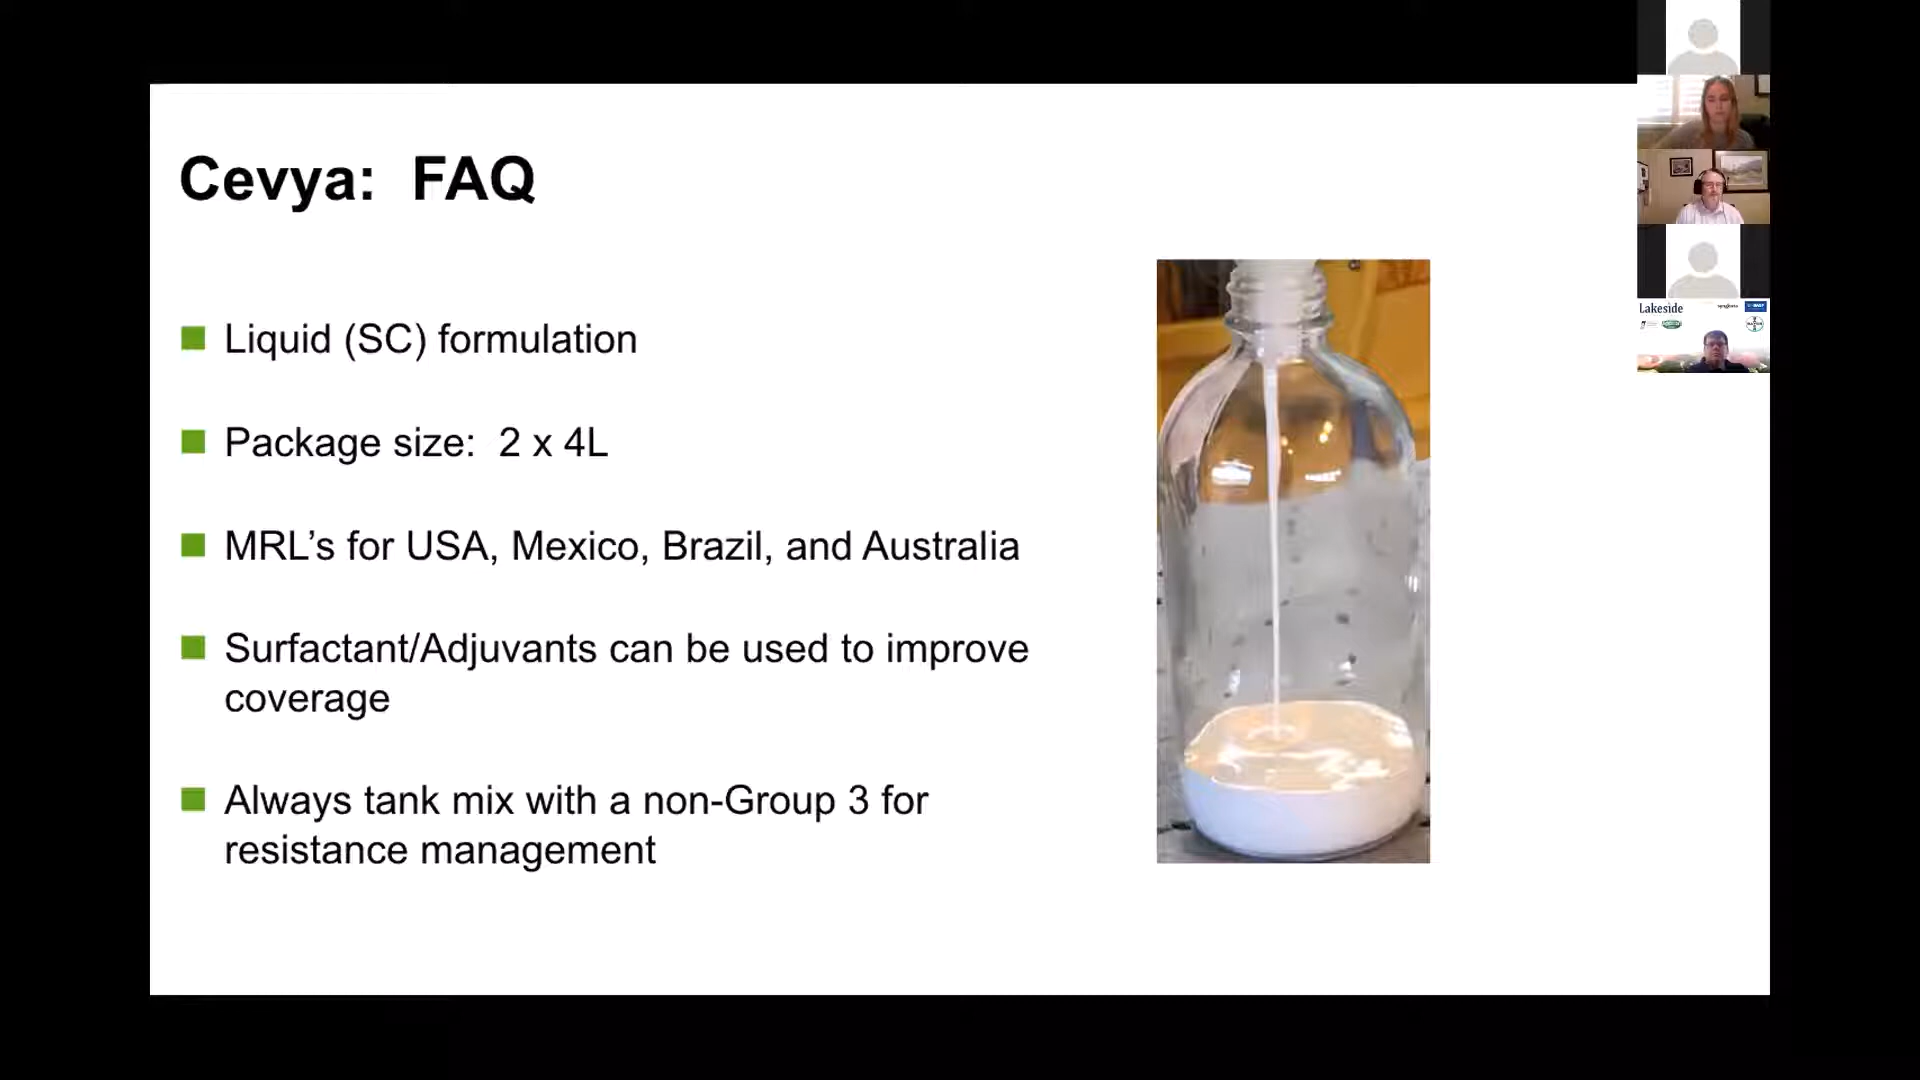 Cevya: FAQ
Liquid (SC) formulation
Package size: 2 x 4L
MRL’s for USA, Mexico, Brazil, and Australia
Surfactant/Adjuvants can be used to improve
coverage
Always tank mix with a non-Group 3 for
resistance management
Lakeside